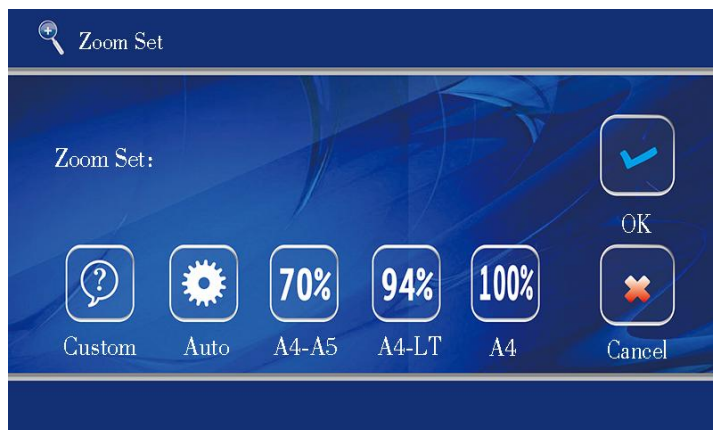 Zoom Set
Zoom Set:
OK
?
70%
94%
100%
Custom
Auto
A4-A5
A4-LT
A4
Cancel